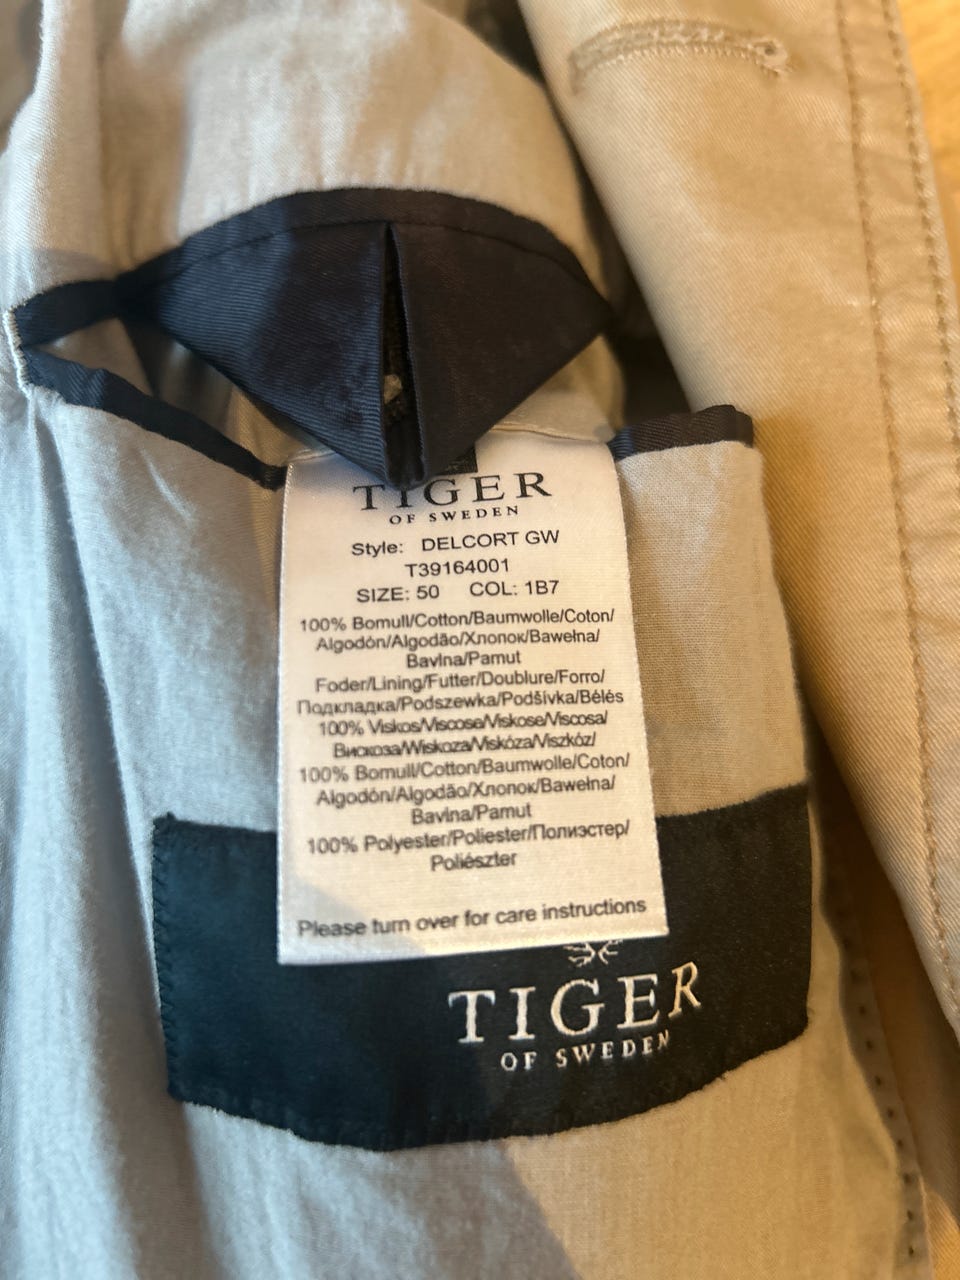 TIGER
OF SWEDEN
Style: DELCORT GW
T39164001
SIZE: 50 COL: 1B7
100% Bomull/Cotton/Baumwolle/Coton/
Algodón/Algodão/Хлопок/Bawełna/
Bavlna/Pamut
Foder/Lining/Futter/Doublure/Forro/
Подкладка/Podszewka/Podšívka/Bélés
100% Viskos/Viscose/Viskose/Viscosa/
Вискоза/Wiskoza/Viskóza/Viszkóz/
100% Bomull/Cotton/Baumwolle/Coton/
Algodón/Algodão/Хлопок/Bawełna/
Bavlna/Pamut
100% Polyester/Poliester/Полиэстер/
Poliészter
Please turn over for care instructions
TIGER
OF SWEDEN